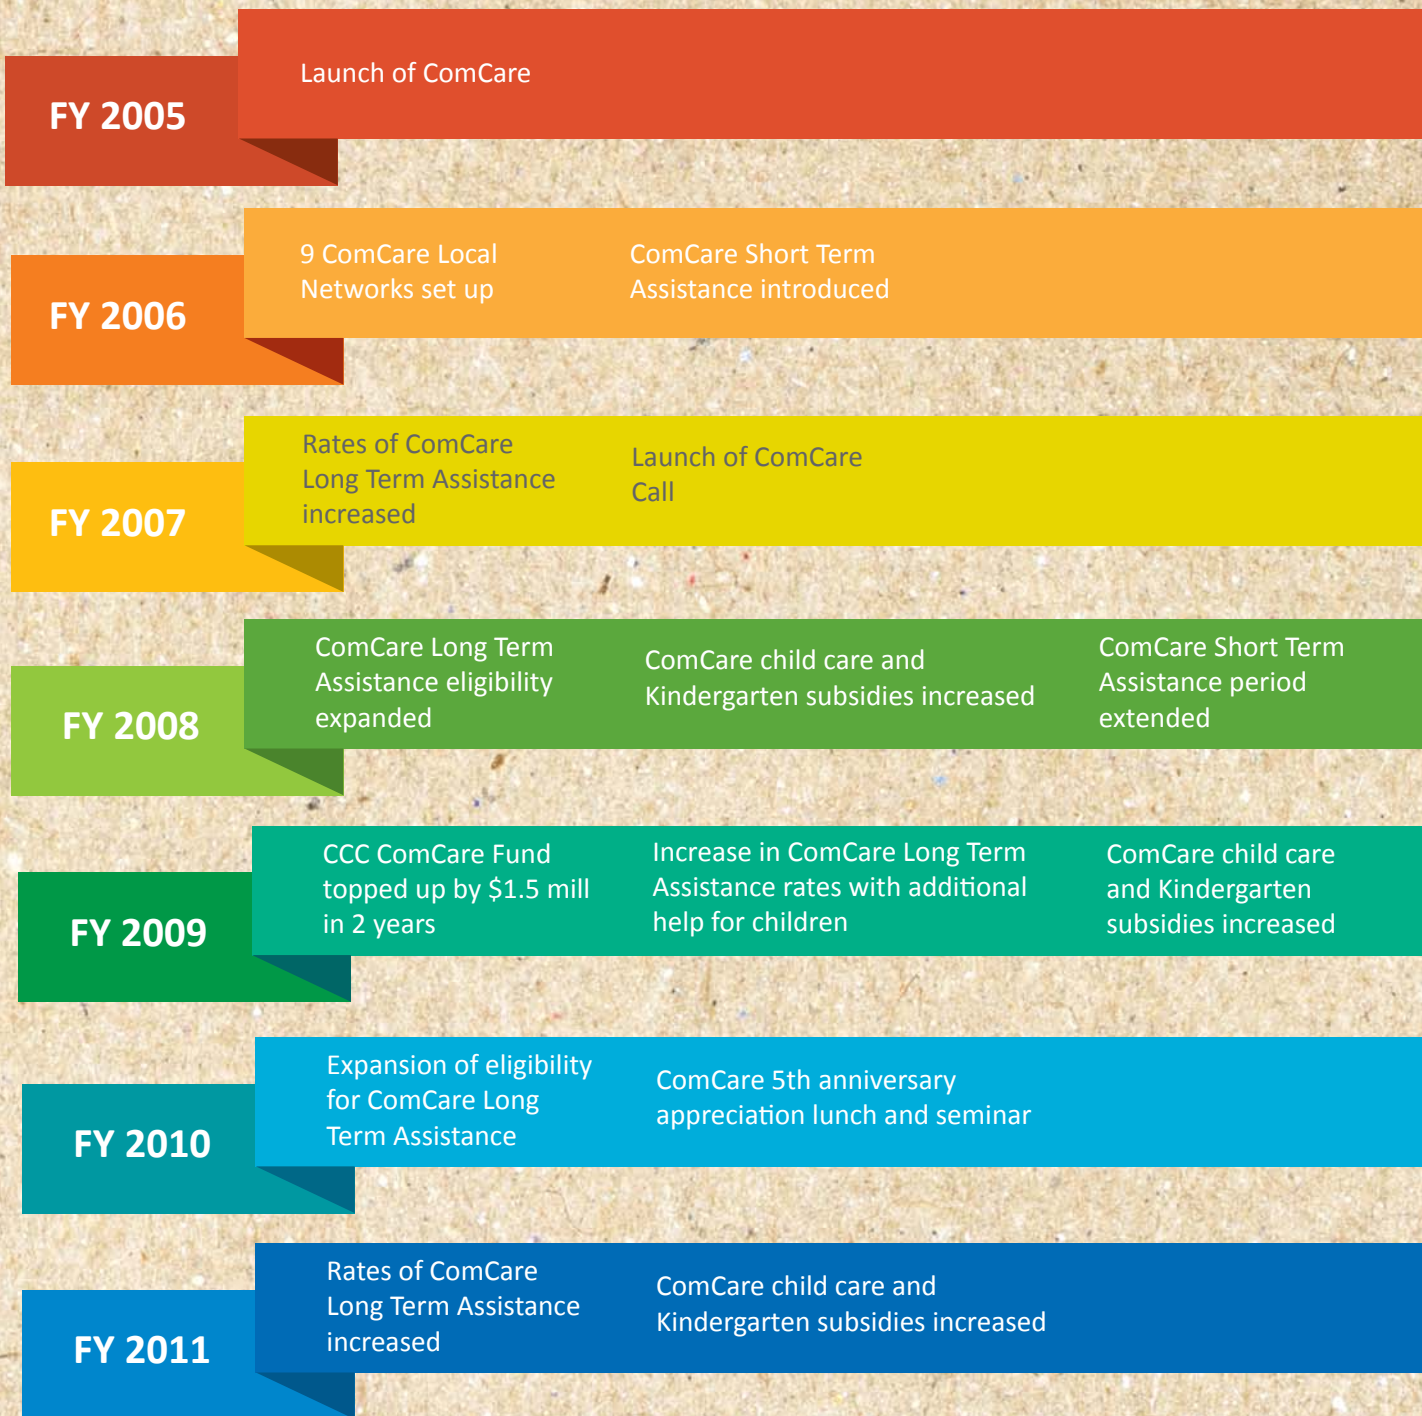 Launch of ComCare
FY 2005
9 ComCare Local
Networks set up
ComCare Short Term
Assistance introduced
FY 2006
Rates of ComCare
Long Term Assistance
increased
Launch of ComCare
Call
FY 2007
ComCare Long Term
Assistance eligibility
expanded
ComCare child care and
Kindergarten subsidies increased
ComCare Short Term
Assistance period
extended
FY 2008
CCC ComCare Fund
topped up by $1.5 mill
in 2 years
Increase in ComCare Long Term
Assistance rates with additional
help for children
ComCare child care
and Kindergarten
subsidies increased
FY 2009
Expansion of eligibility
for ComCare Long
Term Assistance
ComCare 5th anniversary
appreciation lunch and seminar
FY 2010
Rates of ComCare
Long Term Assistance
increased
ComCare child care and
Kindergarten subsidies increased
FY 2011